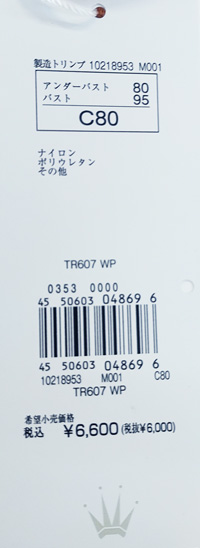 製造トリンプ 10218953 M001
アンダーバスト 80
バスト 95
C80
ナイロン
ポリウレタン
その他
TR607 WP
0353 0000
45 50603 04869 6
45 50603 04869 6
10218953 M001 C80
TR607 WP
希望小売価格
税込 ¥6,600(税抜¥6,000)